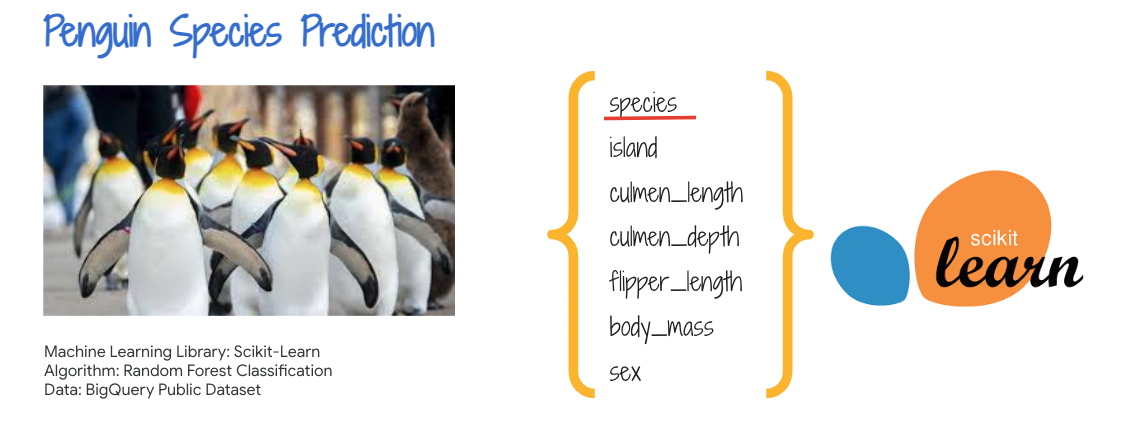 Penguin Species Prediction
species
island
culmen_length
culmen_depth
flipper_length
body_mass
sex
scikit
learn
Machine Learning Library: Scikit-Learn
Algorithm: Random Forest Classification
Data: BigQuery Public Dataset